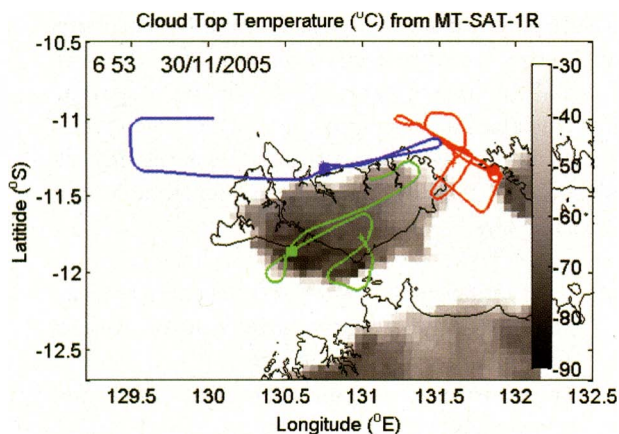 Cloud Top Temperature (°C) from MT-SAT-1R
-10.5
6 53 30/11/2005
-30
-11
-40
-50
-11.5
-60
Latitide (°S)
-12
-70
-80
-12.5
-90
129.5 130 130.5 131 131.5 132 132.5
Longitude (°E)